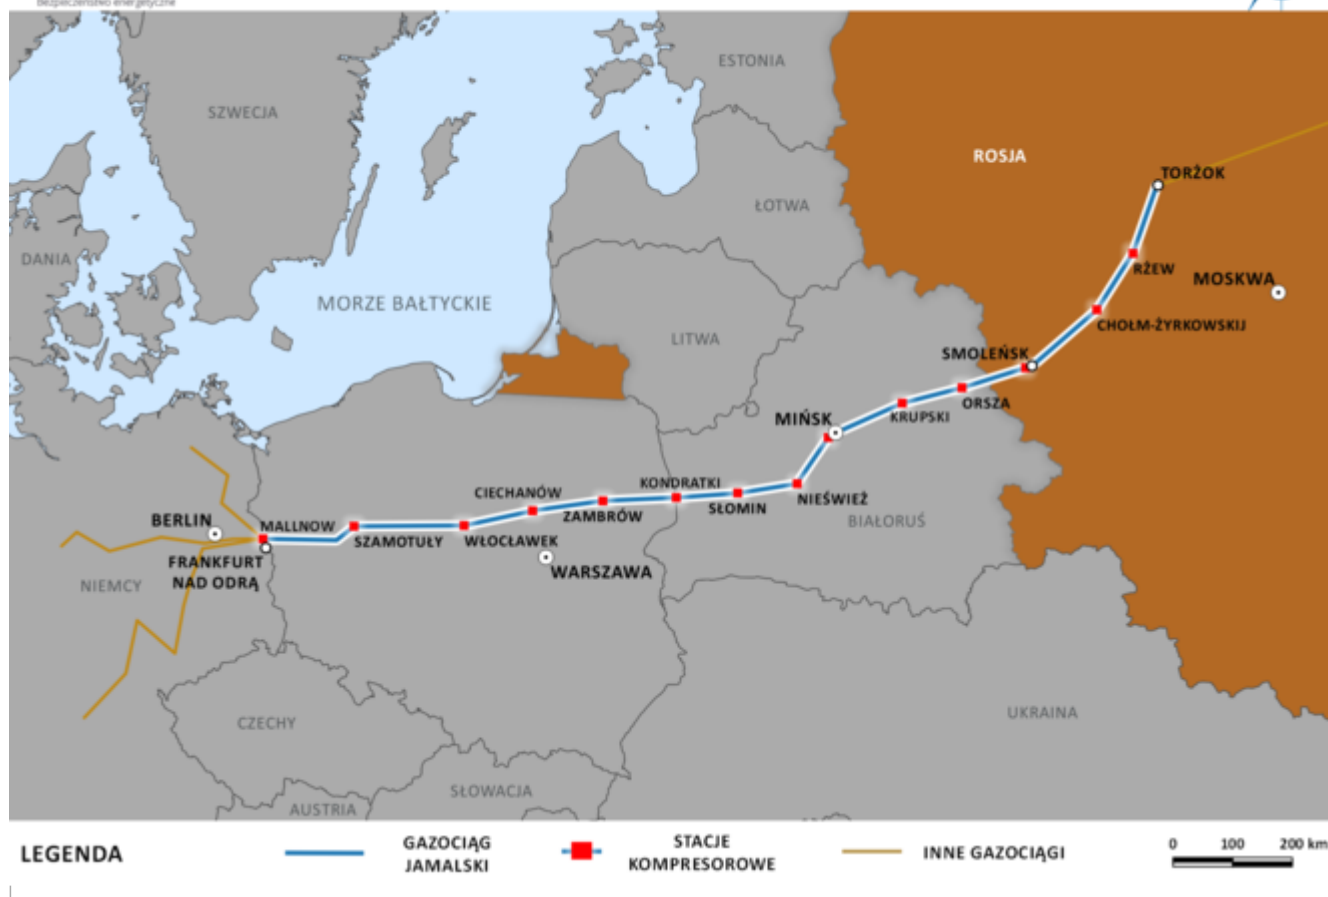 bezpieczeństwo energetyczne
ESTONIA
SZWECJA
ROSJA
TORŻOK
ŁOTWA
DANIA
RŻEW
MOSKWA
MORZE BAŁTYCKIE
CHOŁM-ŻYRKOWSKIJ
LITWA
SMOLEŃSK
ORSZA
KRUPSKI
MIŃSK
KONDRATKI
CIECHANÓW
NIEŚWIEŻ
SŁOMIN
ZAMBRÓW
BIAŁORUŚ
BERLIN
MALLNOW
SZAMOTUŁY
WŁOCŁAWEK
FRANKFURT
NAD ODRĄ
WARSZAWA
NIEMCY
UKRAINA
CZECHY
SŁOWACJA
AUSTRIA
LEGENDA
GAZOCIĄG
JAMALSKI
STACJE
KOMPRESOROWE
INNE GAZOCIĄGI
0 100 200 km